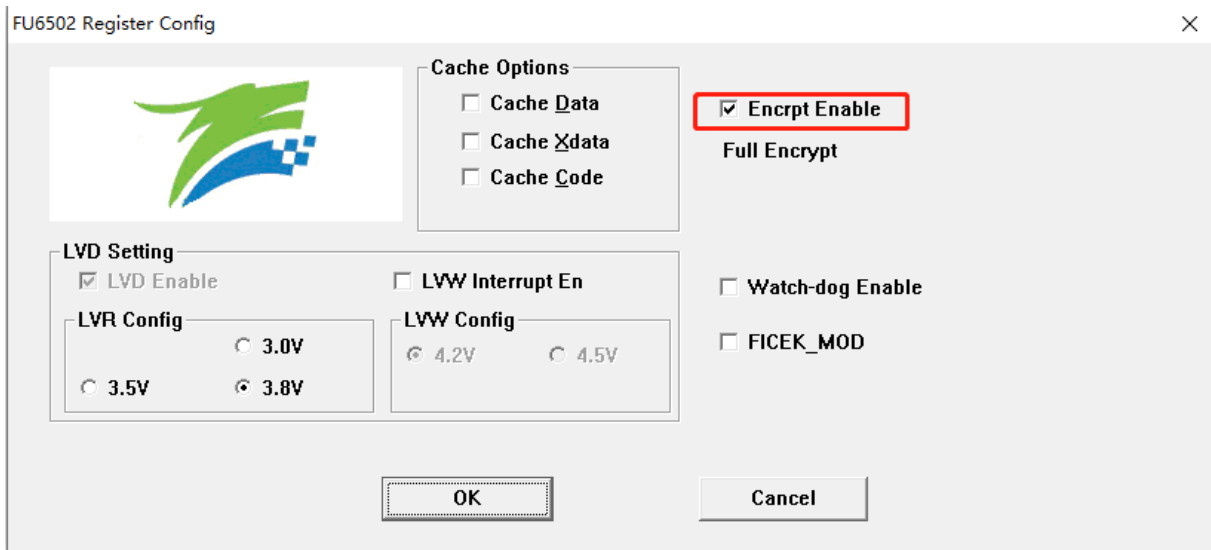 FU6502 Register Config
Cache Options
Cache Data
Cache Xdata
Cache Code
Encrpt Enable
Full Encrypt
LVD Setting
LVD Enable
LVW Interrupt En
LVR Config
3.0V
3.5V
3.8V
LVW Config
4.2V
4.5V
Watch-dog Enable
FICEK_MOD
OK
Cancel